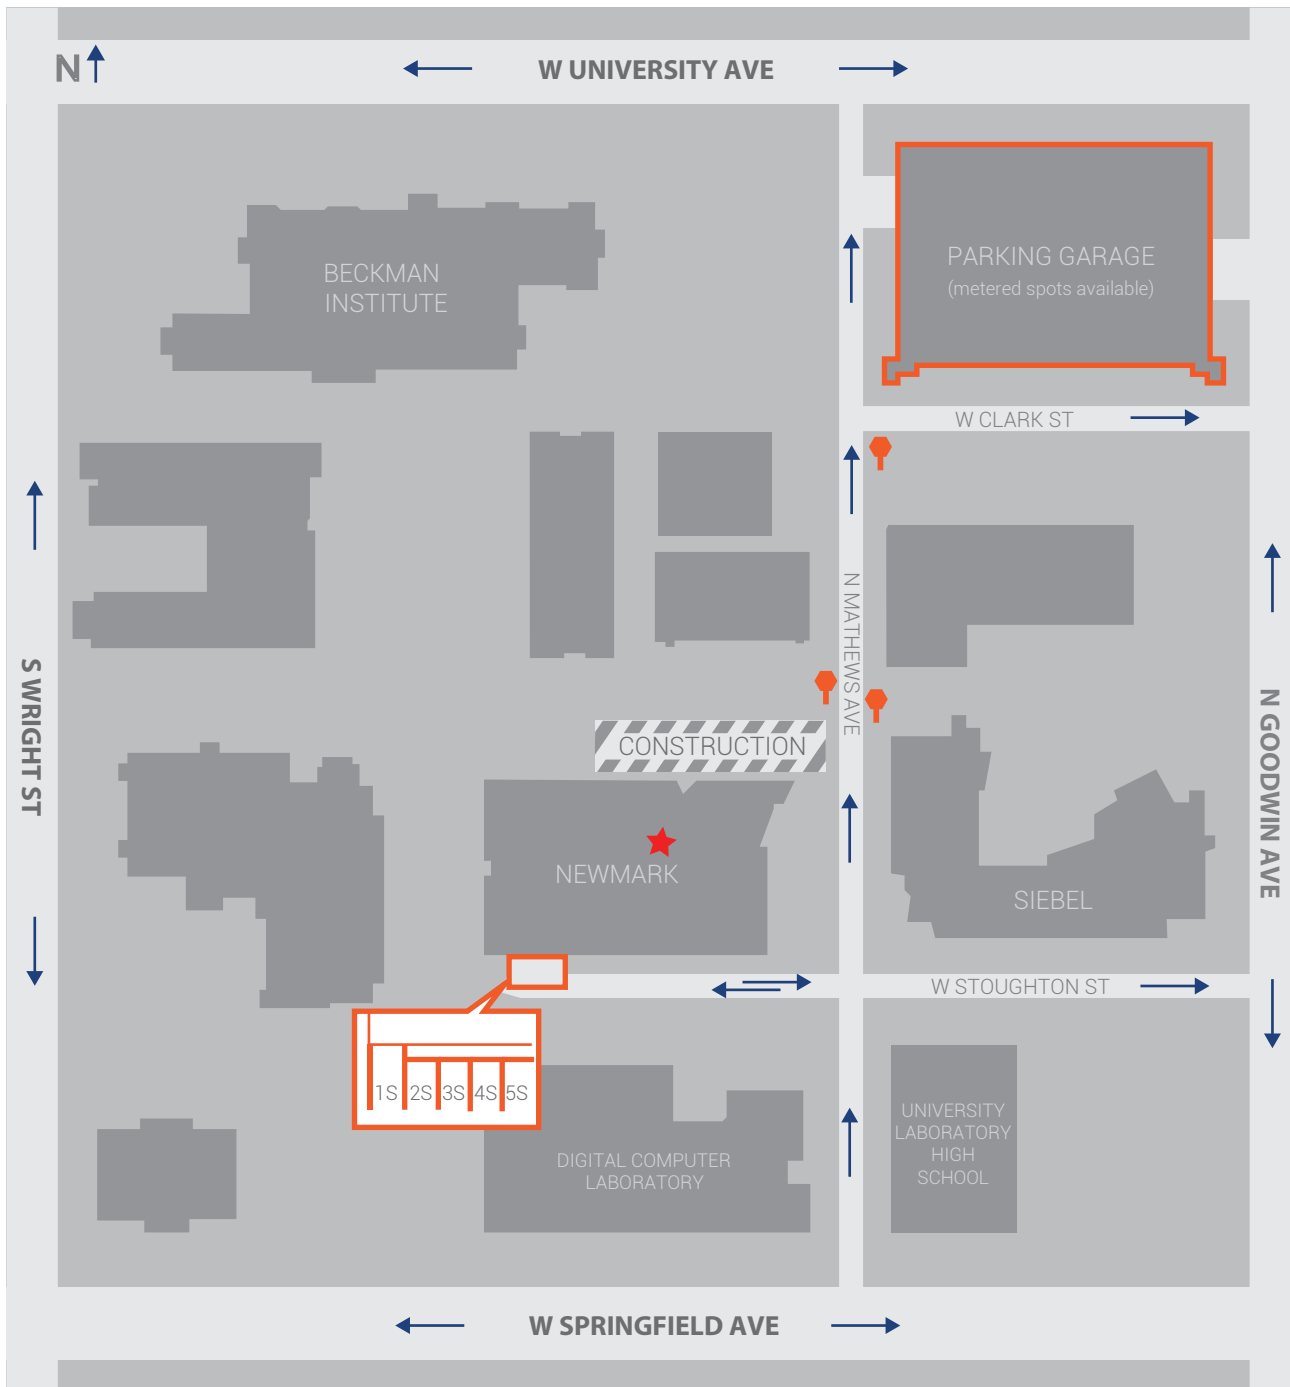 N
W UNIVERSITY AVE
PARKING GARAGE
(metered spots available)
BECKMAN
INSTITUTE
W CLARK ST
N MATHEWS AVE
S WRIGHT ST
N GOODWIN AVE
CONSTRUCTION
NEWMARK
SIEBEL
W STOUGHTON ST
1S 2S 3S 4S 5S
UNIVERSITY
LABORATORY
HIGH
SCHOOL
DIGITAL COMPUTER
LABORATORY
W SPRINGFIELD AVE